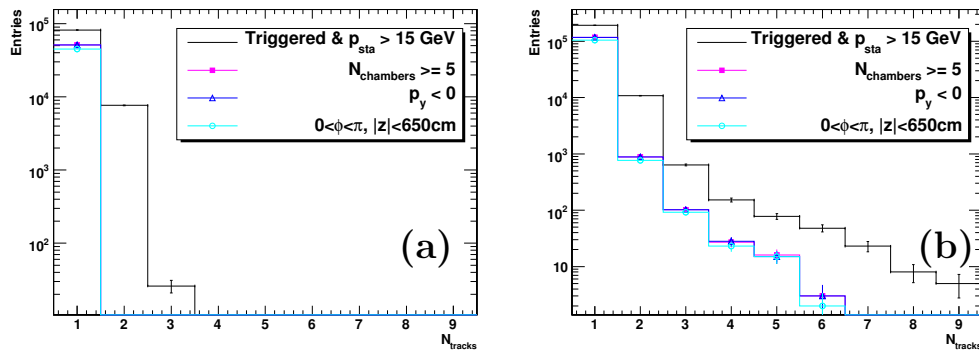 Entries
10^5
10^4
10^3
10^2
Triggered & p_sta > 15 GeV
N_chambers >= 5
p_y < 0
0<ϕ<π, |z|<650cm
(a)
1 2 3 4 5 6 7 8 9
N_tracks
Entries
10^5
10^4
10^3
10^2
10
Triggered & p_sta > 15 GeV
N_chambers >= 5
p_y < 0
0<ϕ<π, |z|<650cm
(b)
1 2 3 4 5 6 7 8 9
N_tracks